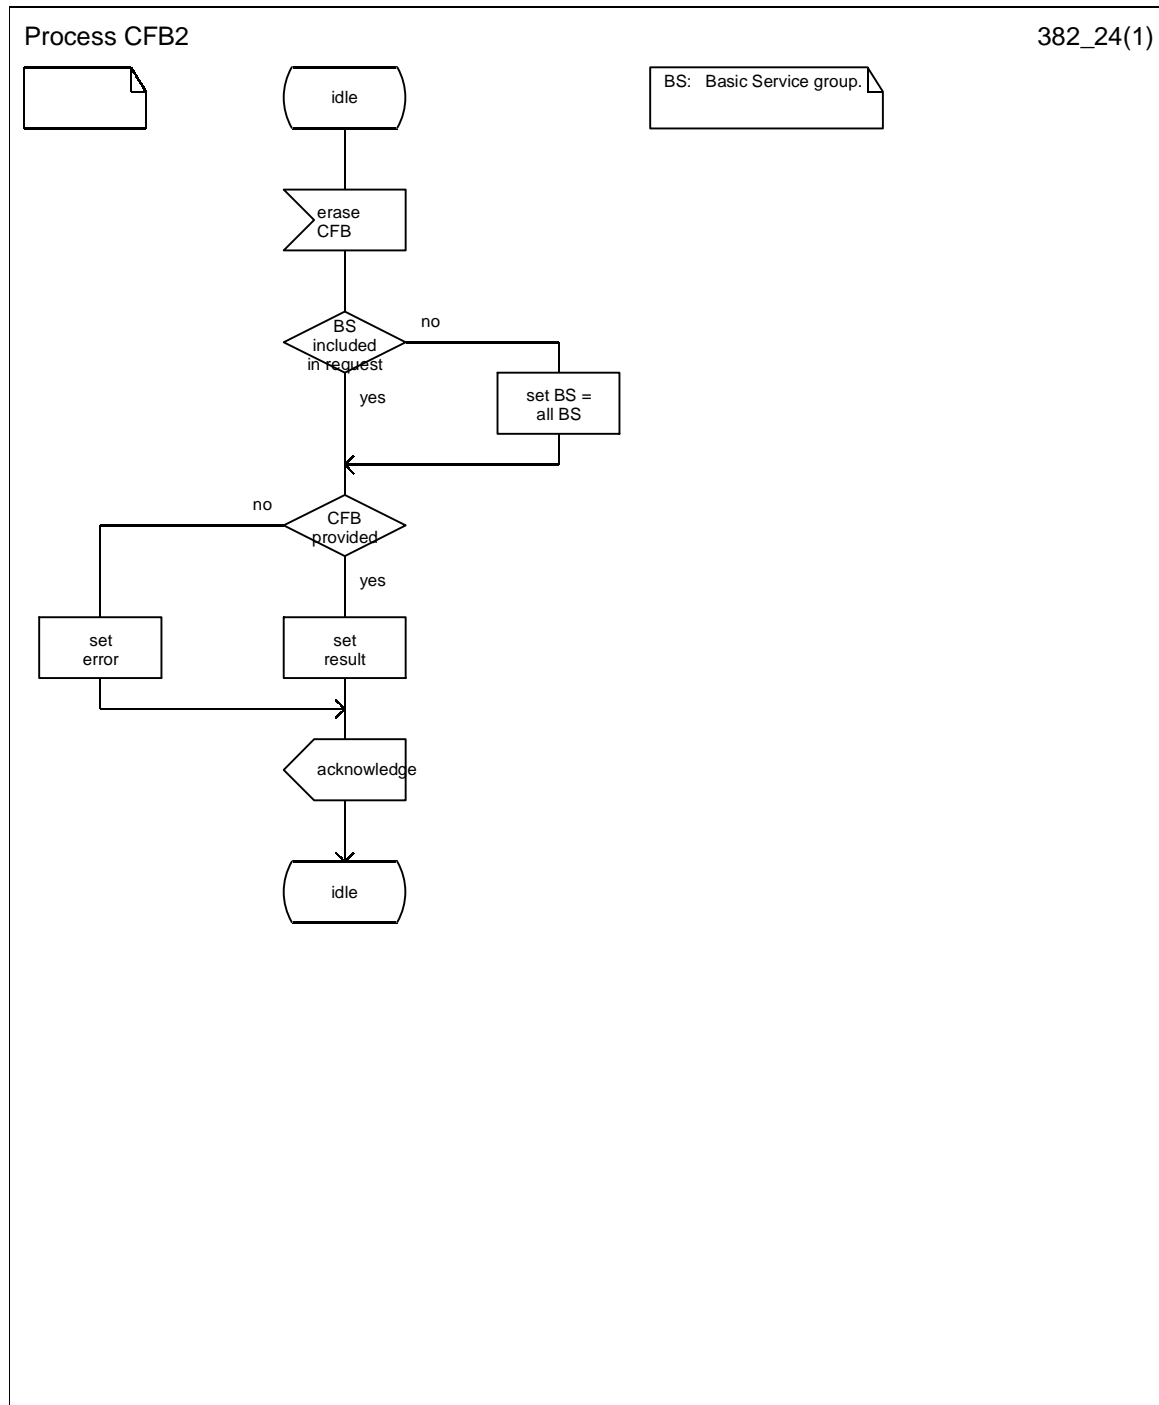 Process CFB2
382_24(1)
idle
BS: Basic Service group.
erase
CFB
BS
included
in request
no
yes
set BS =
all BS
no
CFB
provided
yes
set
error
set
result
acknowledge
idle